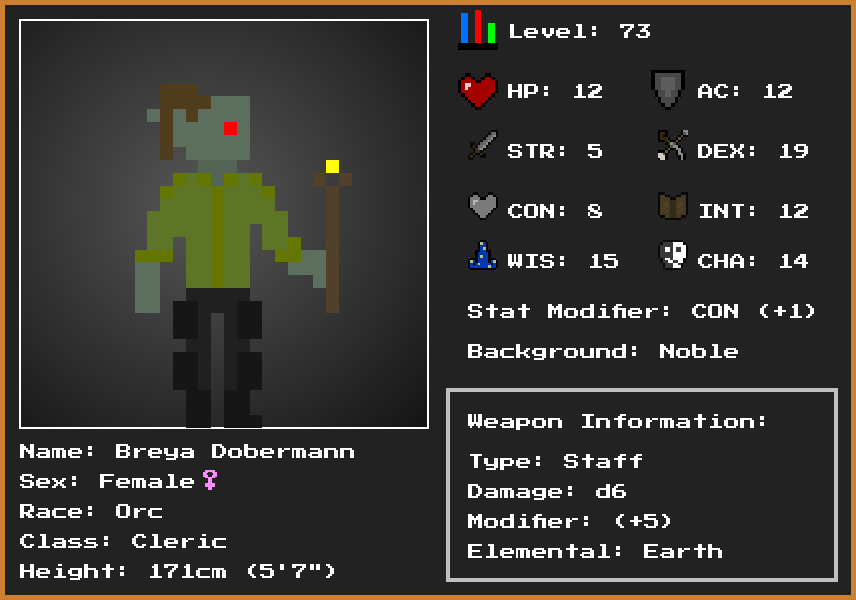 Level: 73
HP: 12
AC: 12
STR: 5
DEX: 19
CON: 8
INT: 12
WIS: 15
CHA: 14
Stat Modifier: CON (+1)
Background: Noble
Weapon Information:
Type: Staff
Damage: d6
Modifier: (+5)
Elemental: Earth
Name: Breya Dobermann
Sex: Female♀
Race: Orc
Class: Cleric
Height: 171cm (5'7")